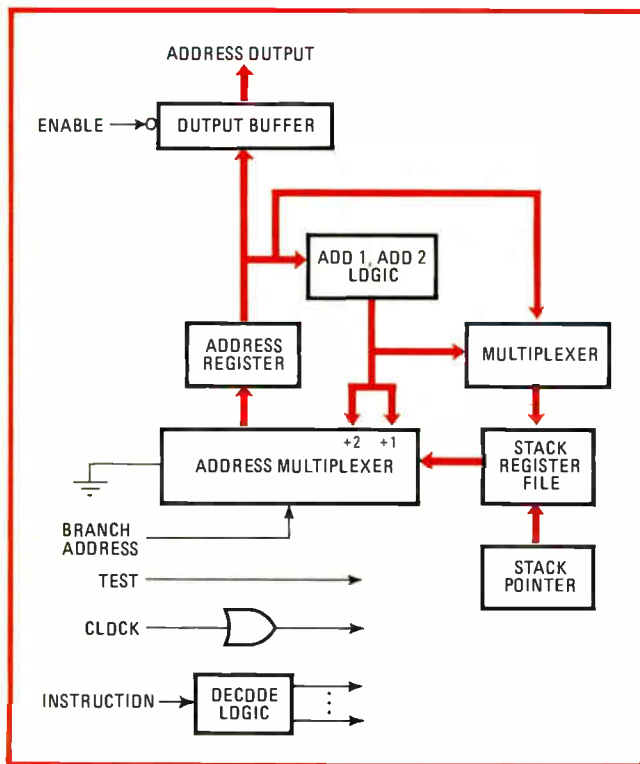 ADDRESS OUTPUT
ENABLE
OUTPUT BUFFER
ADD 1, ADD 2
LOGIC
ADDRESS
REGISTER
MULTIPLEXER
+2 +1
ADDRESS MULTIPLEXER
STACK
REGISTER
FILE
BRANCH
ADDRESS
STACK
POINTER
TEST
CLOCK
INSTRUCTION
DECODE
LOGIC